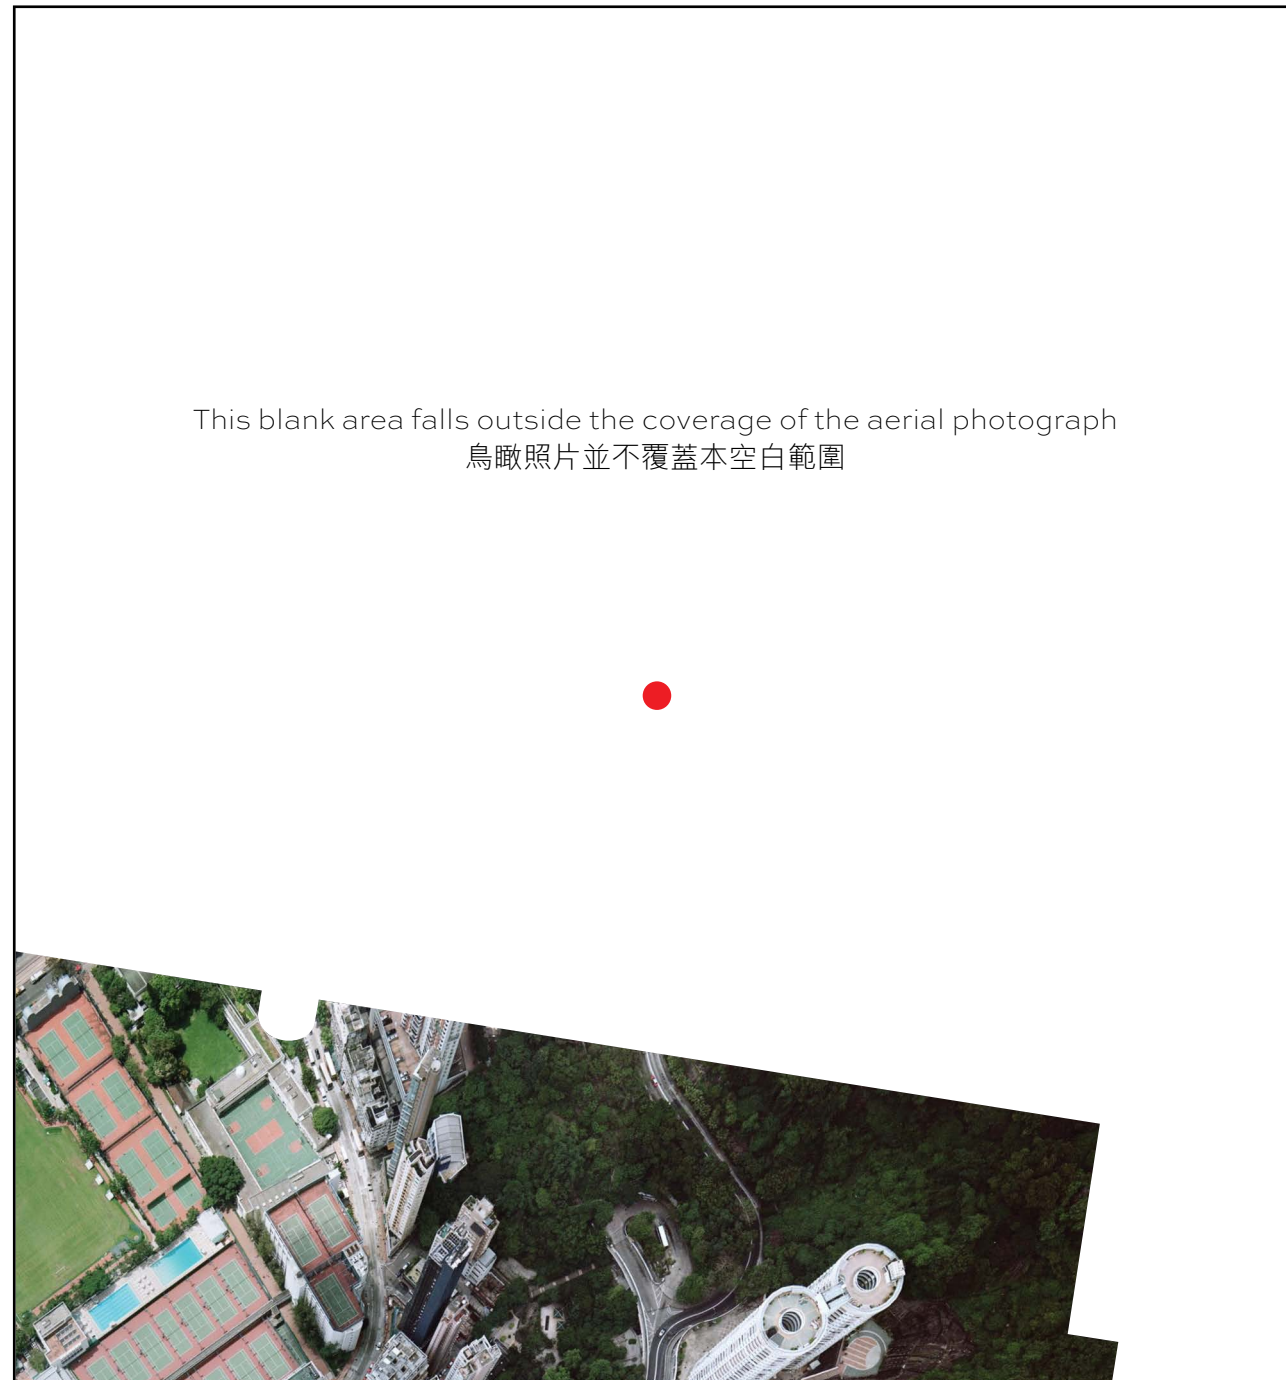 This blank area falls outside the coverage of the aerial photograph
鳥瞰照片並不覆蓋本空白範圍